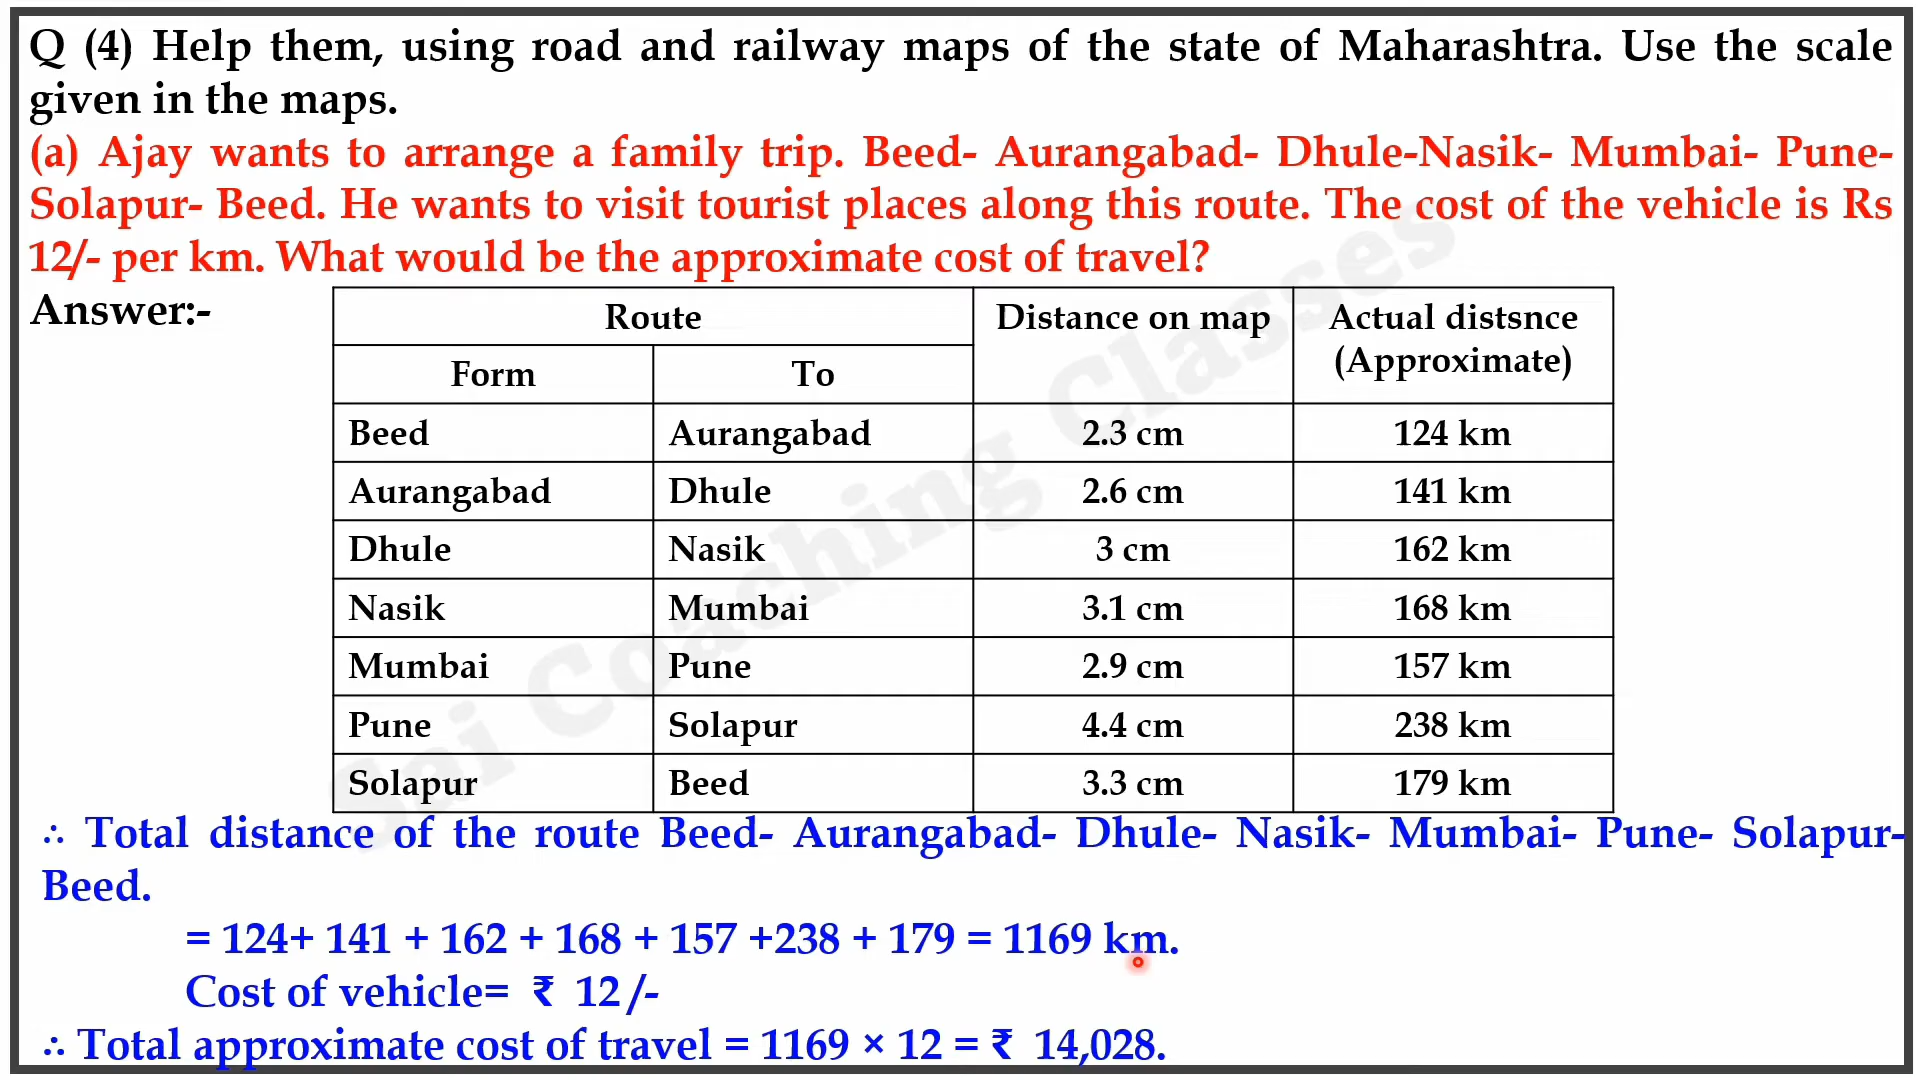 Q (4) Help them, using road and railway maps of the state of Maharashtra. Use the scale
given in the maps.
(a) Ajay wants to arrange a family trip. Beed- Aurangabad- Dhule-Nasik- Mumbai- Pune-
Solapur- Beed. He wants to visit tourist places along this route. The cost of the vehicle is Rs
12/- per km. What would be the approximate cost of travel?
Answer:-
Route Distance on map Actual distsnce
(Approximate)
Form To
Beed Aurangabad 2.3 cm 124 km
Aurangabad Dhule 2.6 cm 141 km
Dhule Nasik 3 cm 162 km
Nasik Mumbai 3.1 cm 168 km
Mumbai Pune 2.9 cm 157 km
Pune Solapur 4.4 cm 238 km
Solapur Beed 3.3 cm 179 km
Sai Coaching Classes
∴ Total distance of the route Beed- Aurangabad- Dhule- Nasik- Mumbai- Pune- Solapur-
Beed.
= 124+ 141 + 162 + 168 + 157 +238 + 179 = 1169 km.
Cost of vehicle= ₹ 12/-
∴ Total approximate cost of travel = 1169 × 12 = ₹ 14,028.